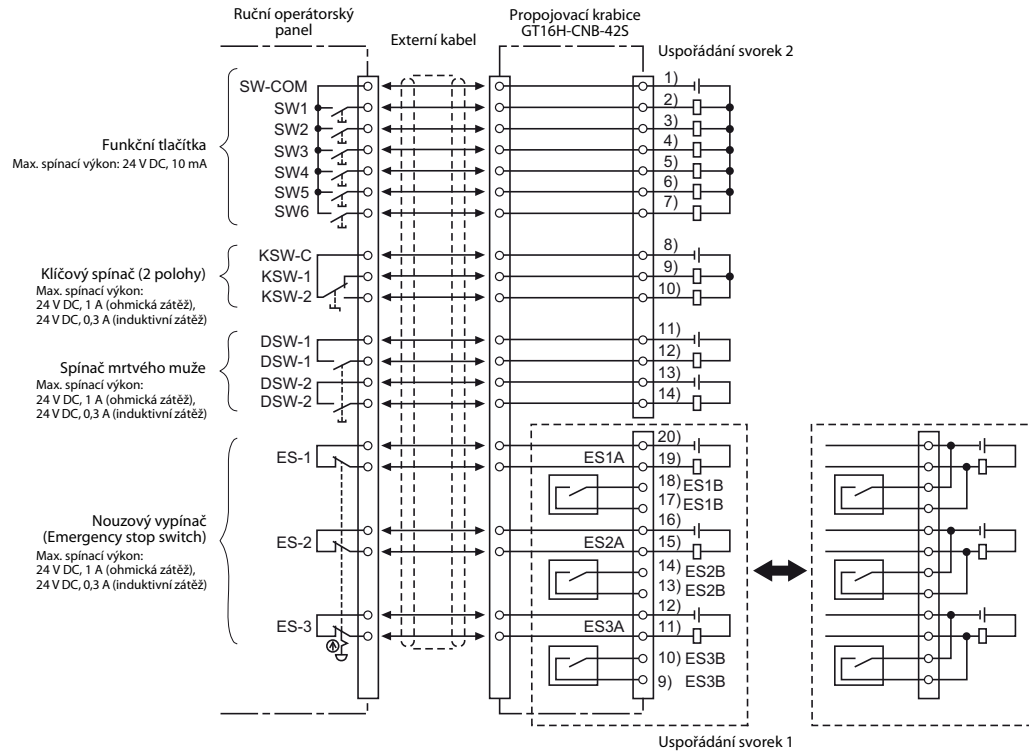 Ruční operátorský
panel
Externí kabel
Propojovací krabice
GT16H-CNB-42S
Uspořádání svorek 2
Funkční tlačítka
Max. spínací výkon: 24 V DC, 10 mA
SW-COM
SW1
SW2
SW3
SW4
SW5
SW6
1)
2)
3)
4)
5)
6)
7)
Klíčový spínač (2 polohy)
Max. spínací výkon:
24 V DC, 1 A (ohmická zátěž),
24 V DC, 0,3 A (induktivní zátěž)
KSW-C
KSW-1
KSW-2
8)
9)
10)
Spínač mrtvého muže
Max. spínací výkon:
24 V DC, 1 A (ohmická zátěž),
24 V DC, 0,3 A (induktivní zátěž)
DSW-1
DSW-1
DSW-2
DSW-2
11)
12)
13)
14)
Nouzový vypínač
(Emergency stop switch)
Max. spínací výkon:
24 V DC, 1 A (ohmická zátěž),
24 V DC, 0,3 A (induktivní zátěž)
ES-1
ES-2
ES-3
20)
ES1A 19)
18) ES1B
17) ES1B
16)
ES2A 15)
14) ES2B
13) ES2B
12)
ES3A 11)
10) ES3B
9) ES3B
Uspořádání svorek 1